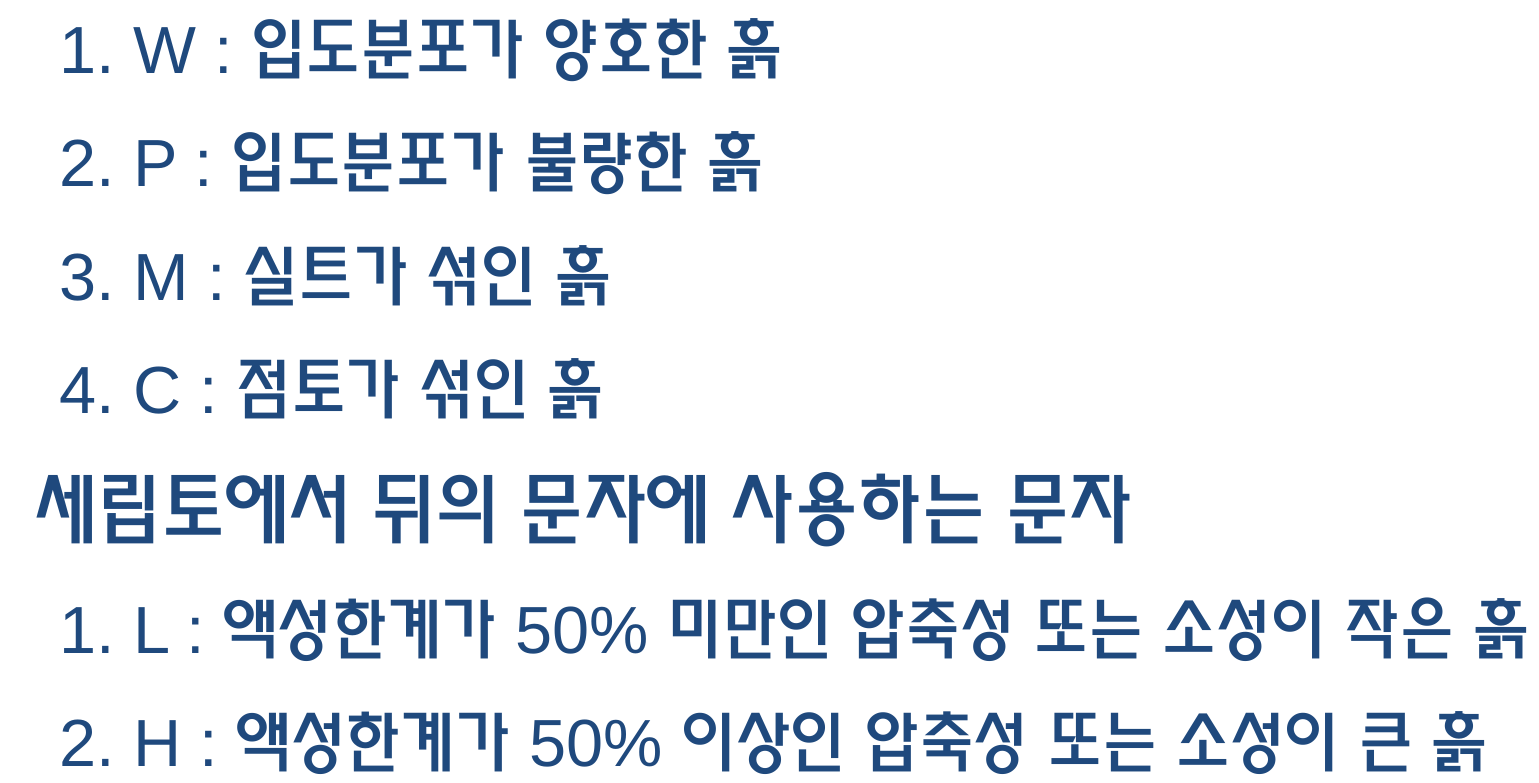 1. W : 입도분포가 양호한 흙
2. P : 입도분포가 불량한 흙
3. M : 실트가 섞인 흙
4. C : 점토가 섞인 흙
세립토에서 뒤의 문자에 사용하는 문자
1. L : 액성한계가 50% 미만인 압축성 또는 소성이 작은 흙
2. H : 액성한계가 50% 이상인 압축성 또는 소성이 큰 흙